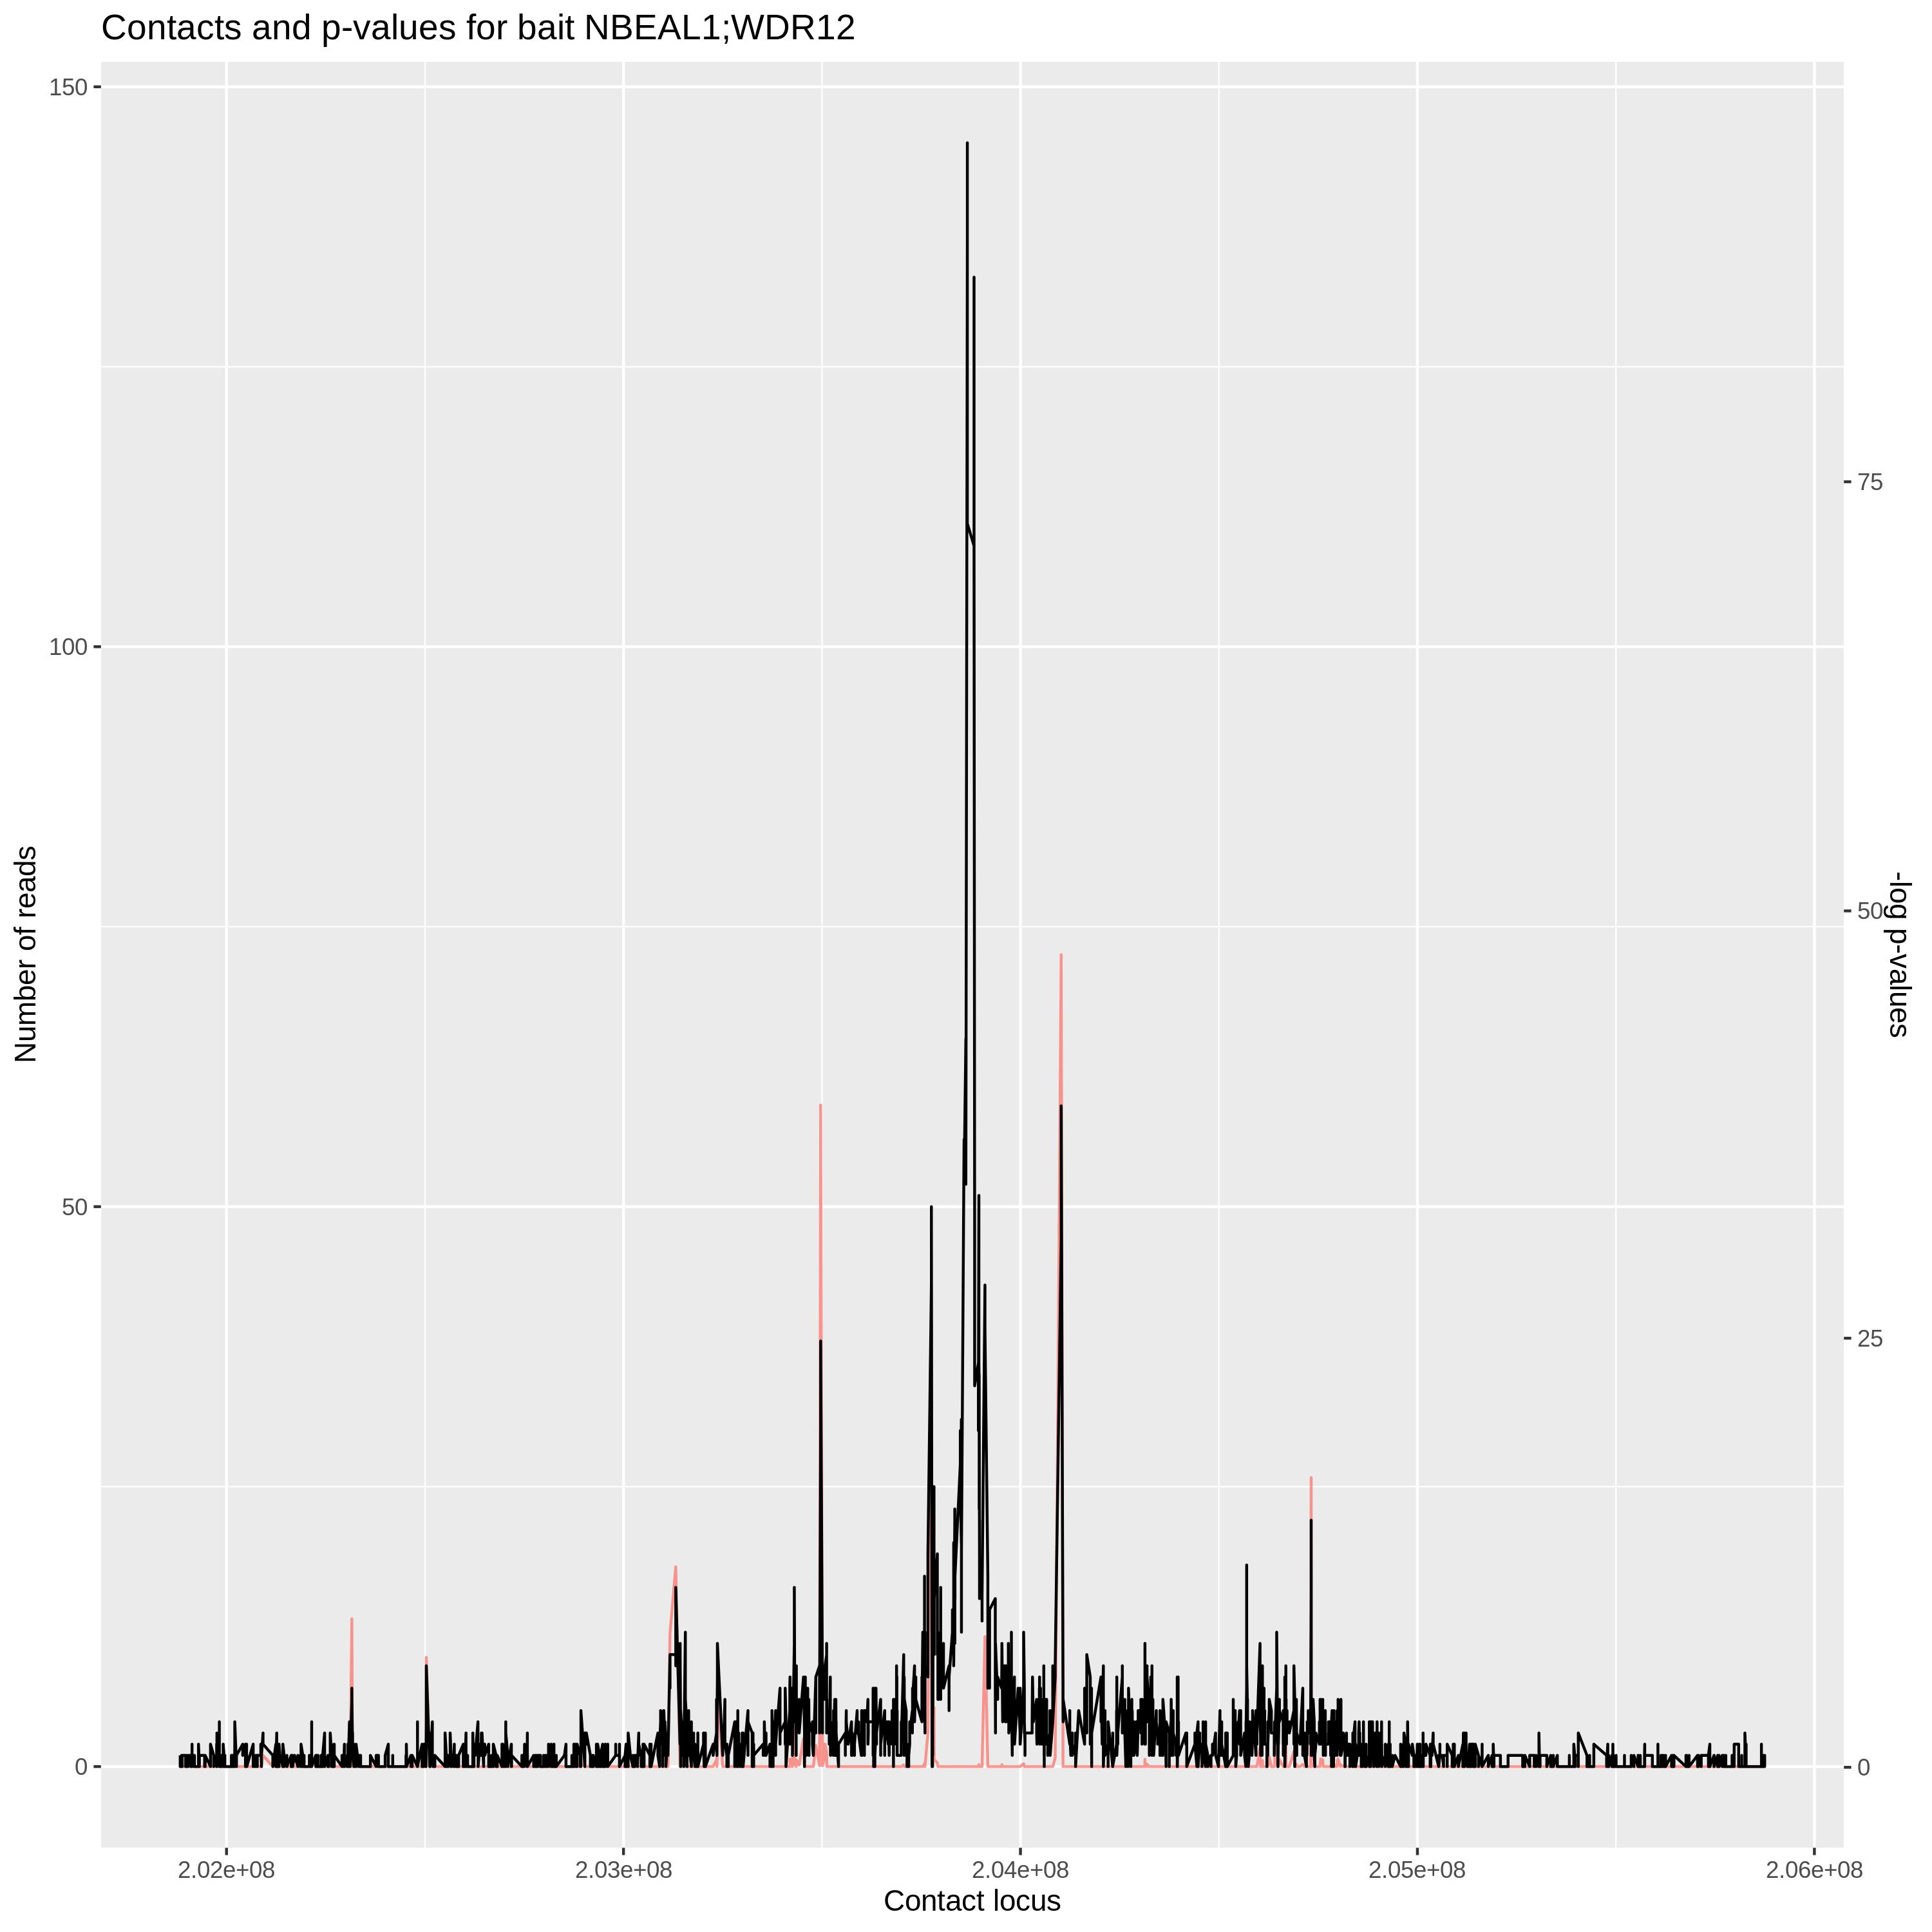 Contacts and p-values for bait NBEAL1;WDR12
150
100
50
0
Number of reads
75
50
25
0
-log p-values
2.02e+08 2.03e+08 2.04e+08 2.05e+08 2.06e+08
Contact locus